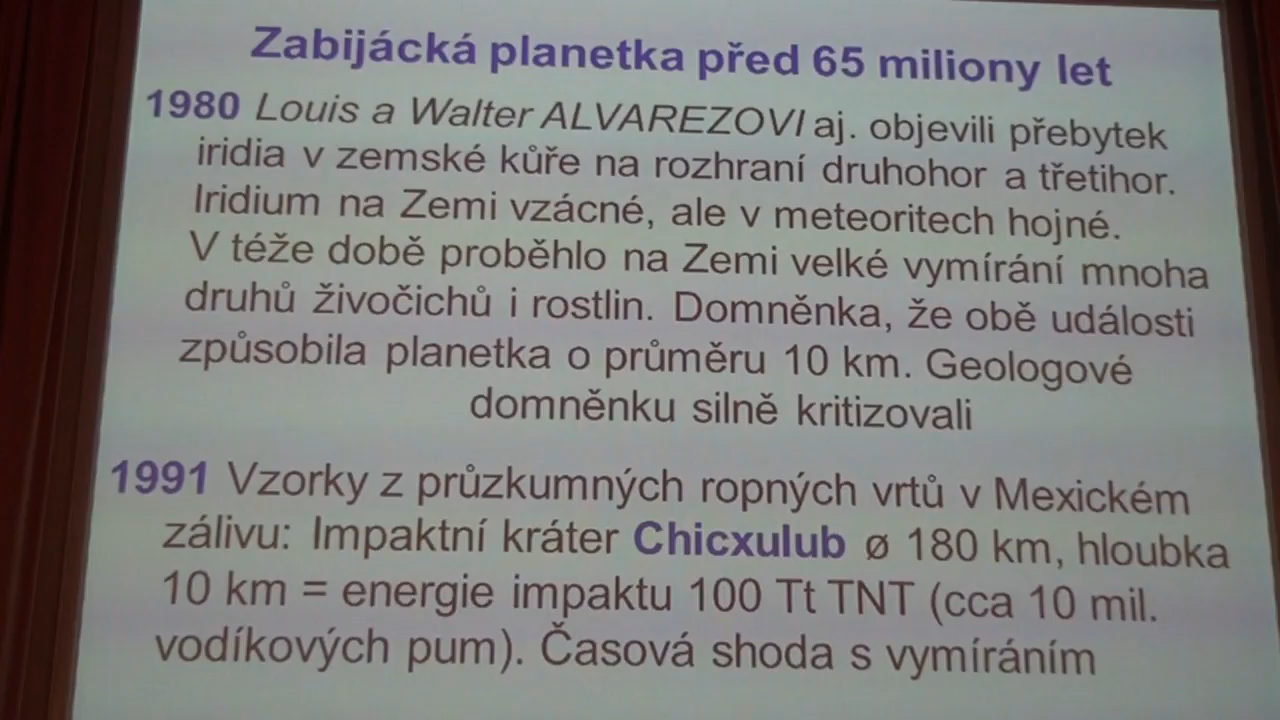 Zabijácká planetka před 65 miliony let
1980 Louis a Walter ALVAREZOVI aj. objevili přebytek
iridia v zemské kůře na rozhraní druhohor a třetihor.
Iridium na Zemi vzácné, ale v meteoritech hojné.
V téže době proběhlo na Zemi velké vymírání mnoha
druhů živočichů i rostlin. Domněnka, že obě události
způsobila planetka o průměru 10 km. Geologové
domněnku silně kritizovali
1991 Vzorky z průzkumných ropných vrtů v Mexickém
zálivu: Impaktní kráter Chicxulub ø 180 km, hloubka
10 km = energie impaktu 100 Tt TNT (cca 10 mil.
vodíkových pum). Časová shoda s vymíráním